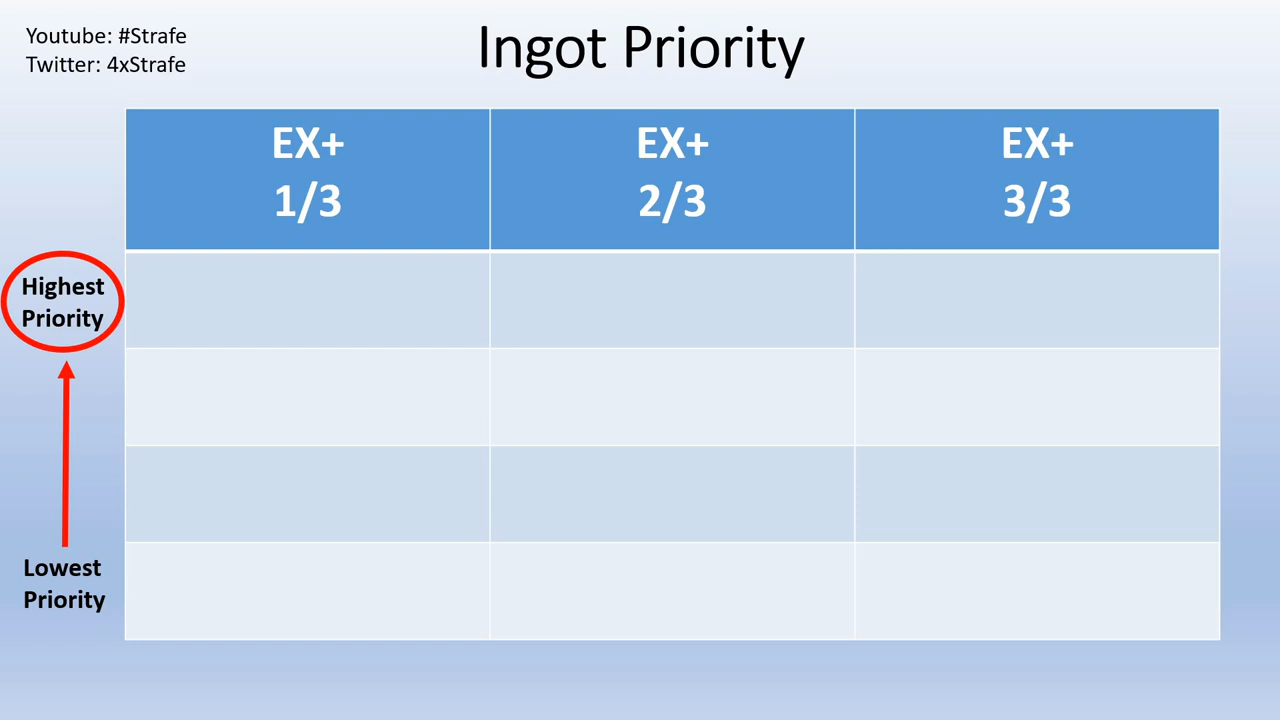 Youtube: #Strafe
Twitter: 4xStrafe
Ingot Priority
EX+
1/3
EX+
2/3
EX+
3/3
Highest
Priority
Lowest
Priority